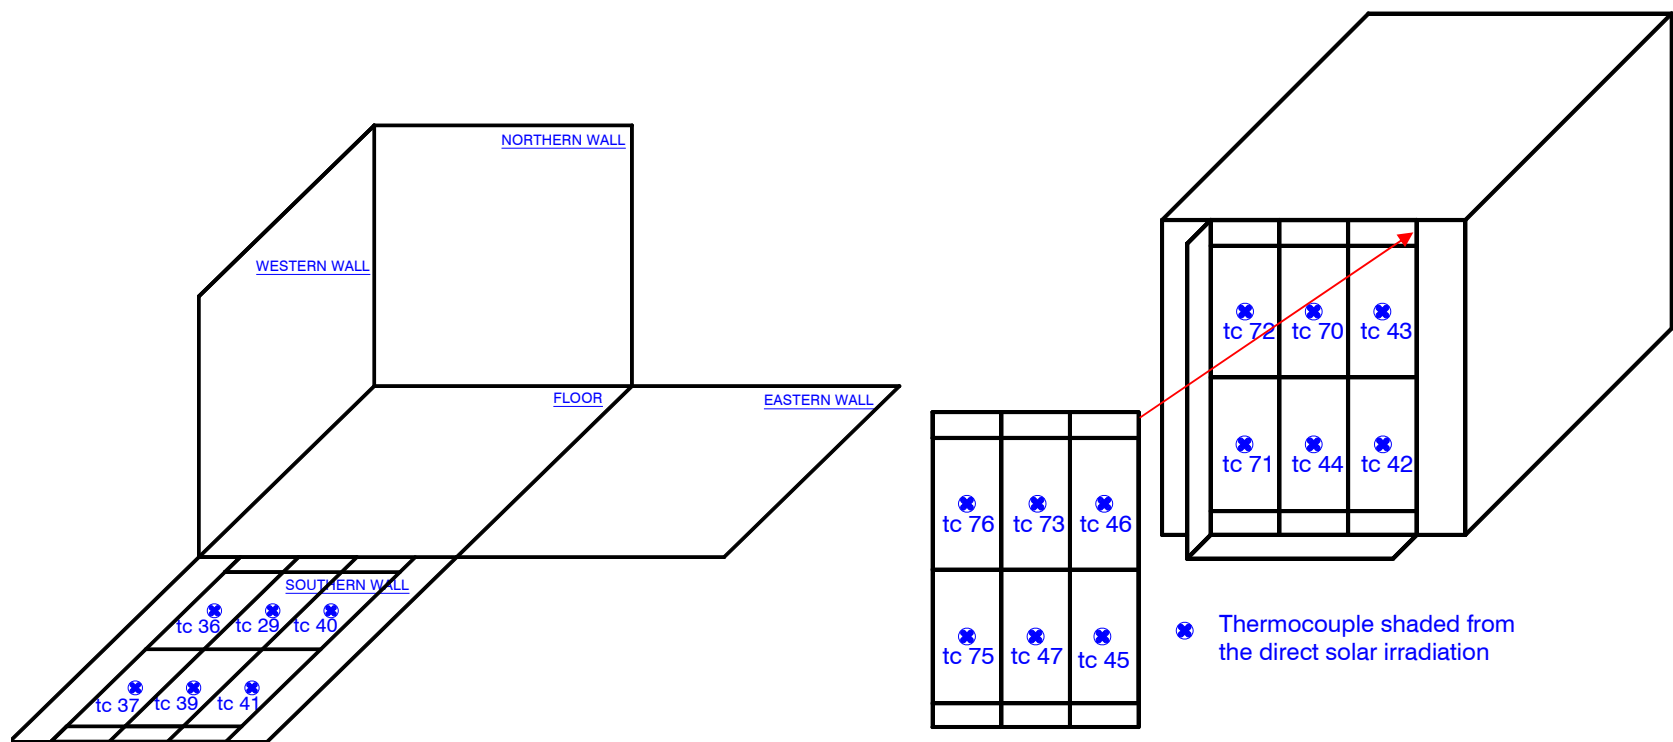 NORTHERN WALL
WESTERN WALL
FLOOR
EASTERN WALL
SOUTHERN WALL
tc 36
tc 29
tc 40
tc 37
tc 39
tc 41
tc 76
tc 73
tc 46
tc 75
tc 47
tc 45
tc 72
tc 70
tc 43
tc 71
tc 44
tc 42
Thermocouple shaded from
the direct solar irradiation